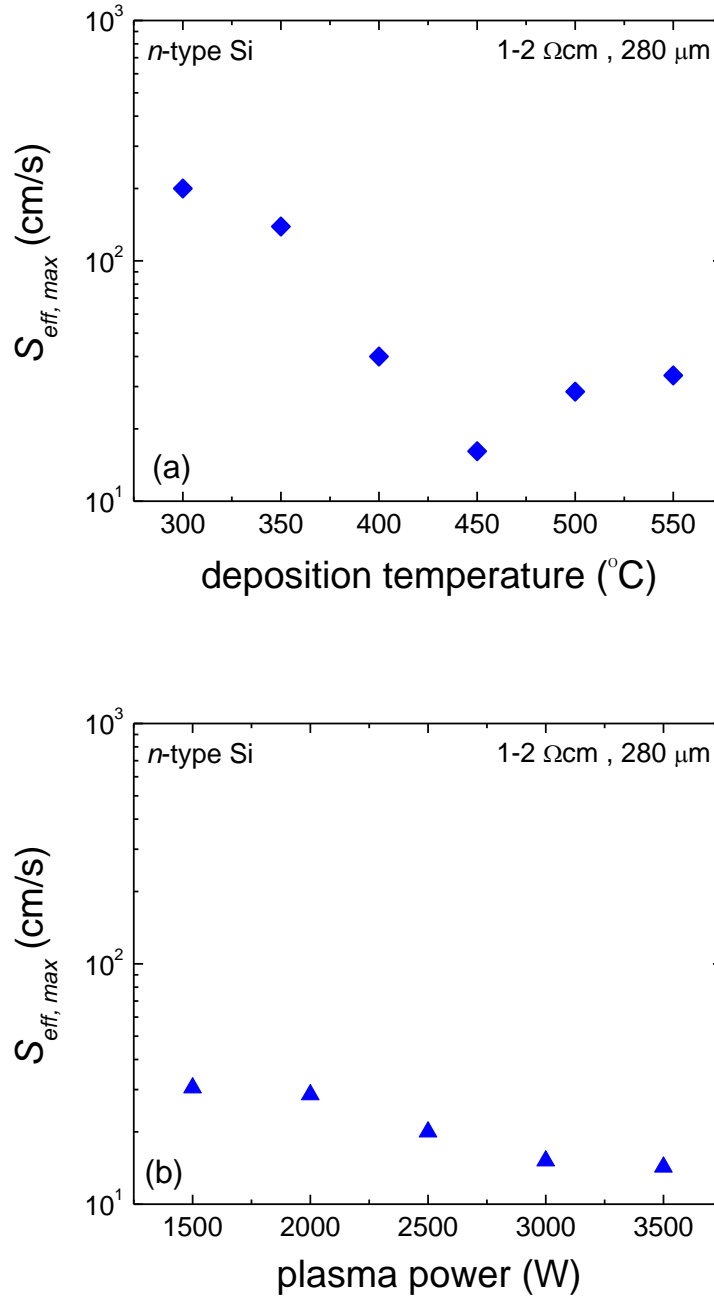 10³
n-type Si 1-2 Ωcm , 280 μm
10²
S_eff, max (cm/s)
(a)
10¹
300 350 400 450 500 550
deposition temperature (°C)
10³
n-type Si 1-2 Ωcm , 280 μm
10²
S_eff, max (cm/s)
(b)
10¹
1500 2000 2500 3000 3500
plasma power (W)